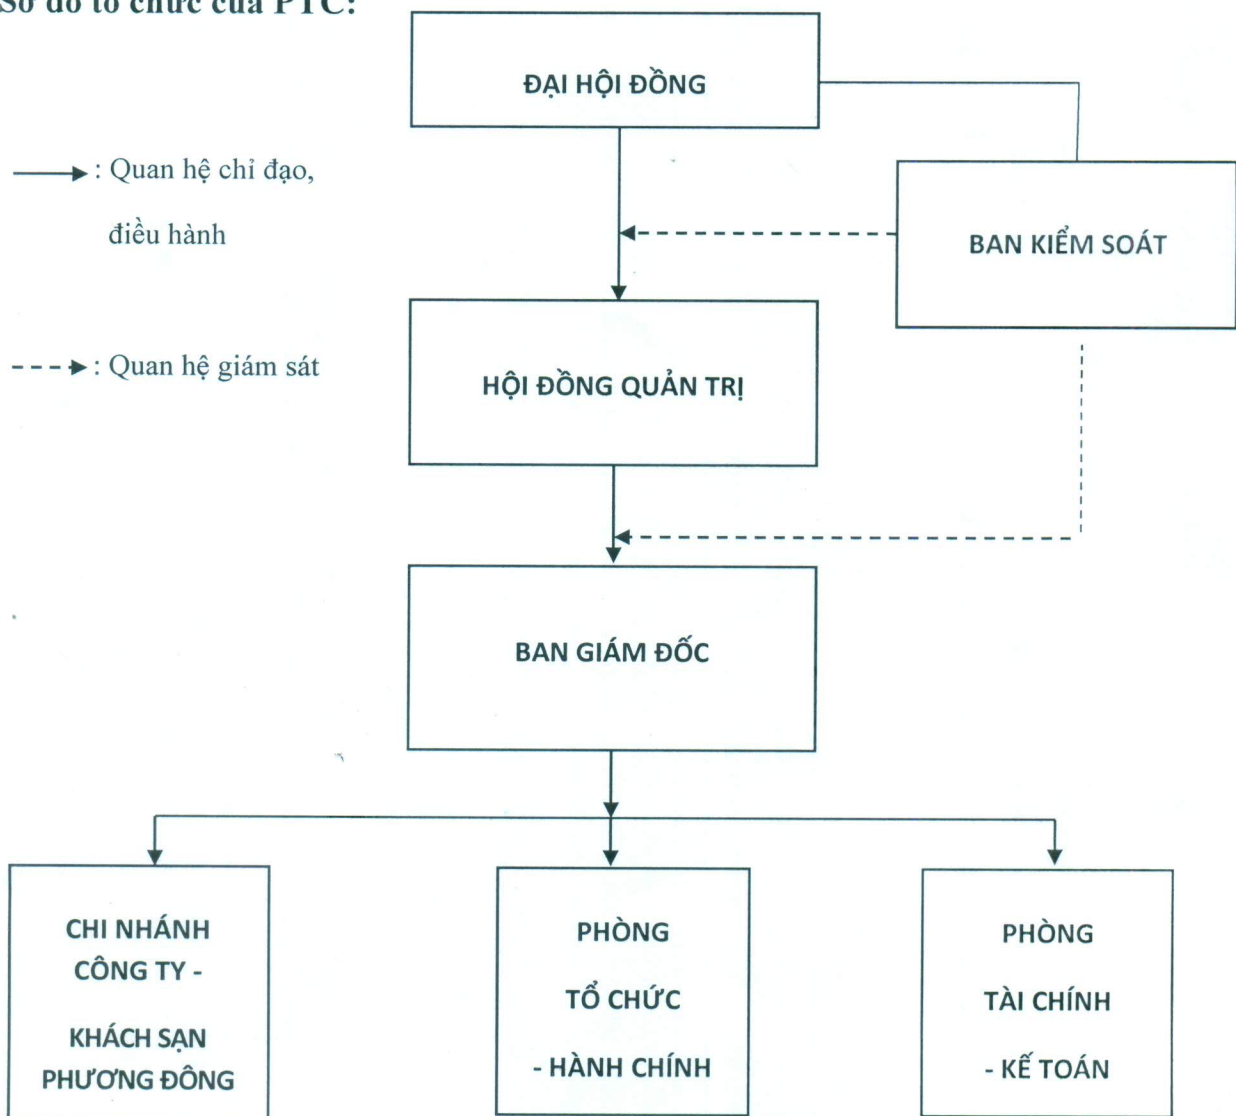 Sơ đồ tổ chức của PTC:
ĐẠI HỘI ĐỒNG
: Quan hệ chỉ đạo,
điều hành
BAN KIỂM SOÁT
: Quan hệ giám sát
HỘI ĐỒNG QUẢN TRỊ
BAN GIÁM ĐỐC
CHI NHÁNH
CÔNG TY -
KHÁCH SẠN
PHƯƠNG ĐÔNG
PHÒNG
TỔ CHỨC
- HÀNH CHÍNH
PHÒNG
TÀI CHÍNH
- KẾ TOÁN